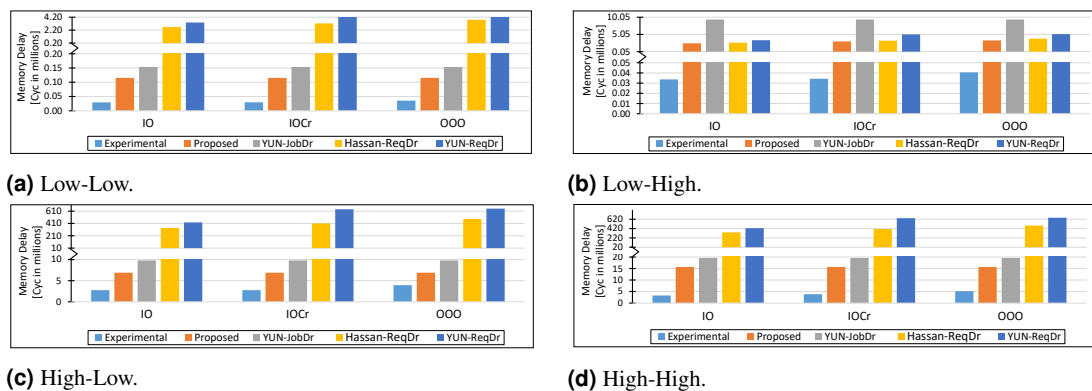 Memory Delay
[Cyc in millions]
4.20
2.20
0.20
0.20
0.15
0.10
0.05
0.00
IO IOCr OOO
Experimental Proposed YUN-JobDr Hassan-ReqDr YUN-ReqDr
(a) Low-Low.
Memory Delay
[Cyc in millions]
10.05
5.05
0.05
0.05
0.04
0.03
0.02
0.01
0.00
IO IOCr OOO
Experimental Proposed YUN-JobDr Hassan-ReqDr YUN-ReqDr
(b) Low-High.
Memory Delay
[Cyc in millions]
610
410
210
10
10
5
0
IO IOCr OOO
Experimental Proposed YUN-JobDr Hassan-ReqDr YUN-ReqDr
(c) High-Low.
Memory Delay
[Cyc in millions]
620
420
220
20
20
15
10
5
0
IO IOCr OOO
Experimental Proposed YUN-JobDr Hassan-ReqDr YUN-ReqDr
(d) High-High.